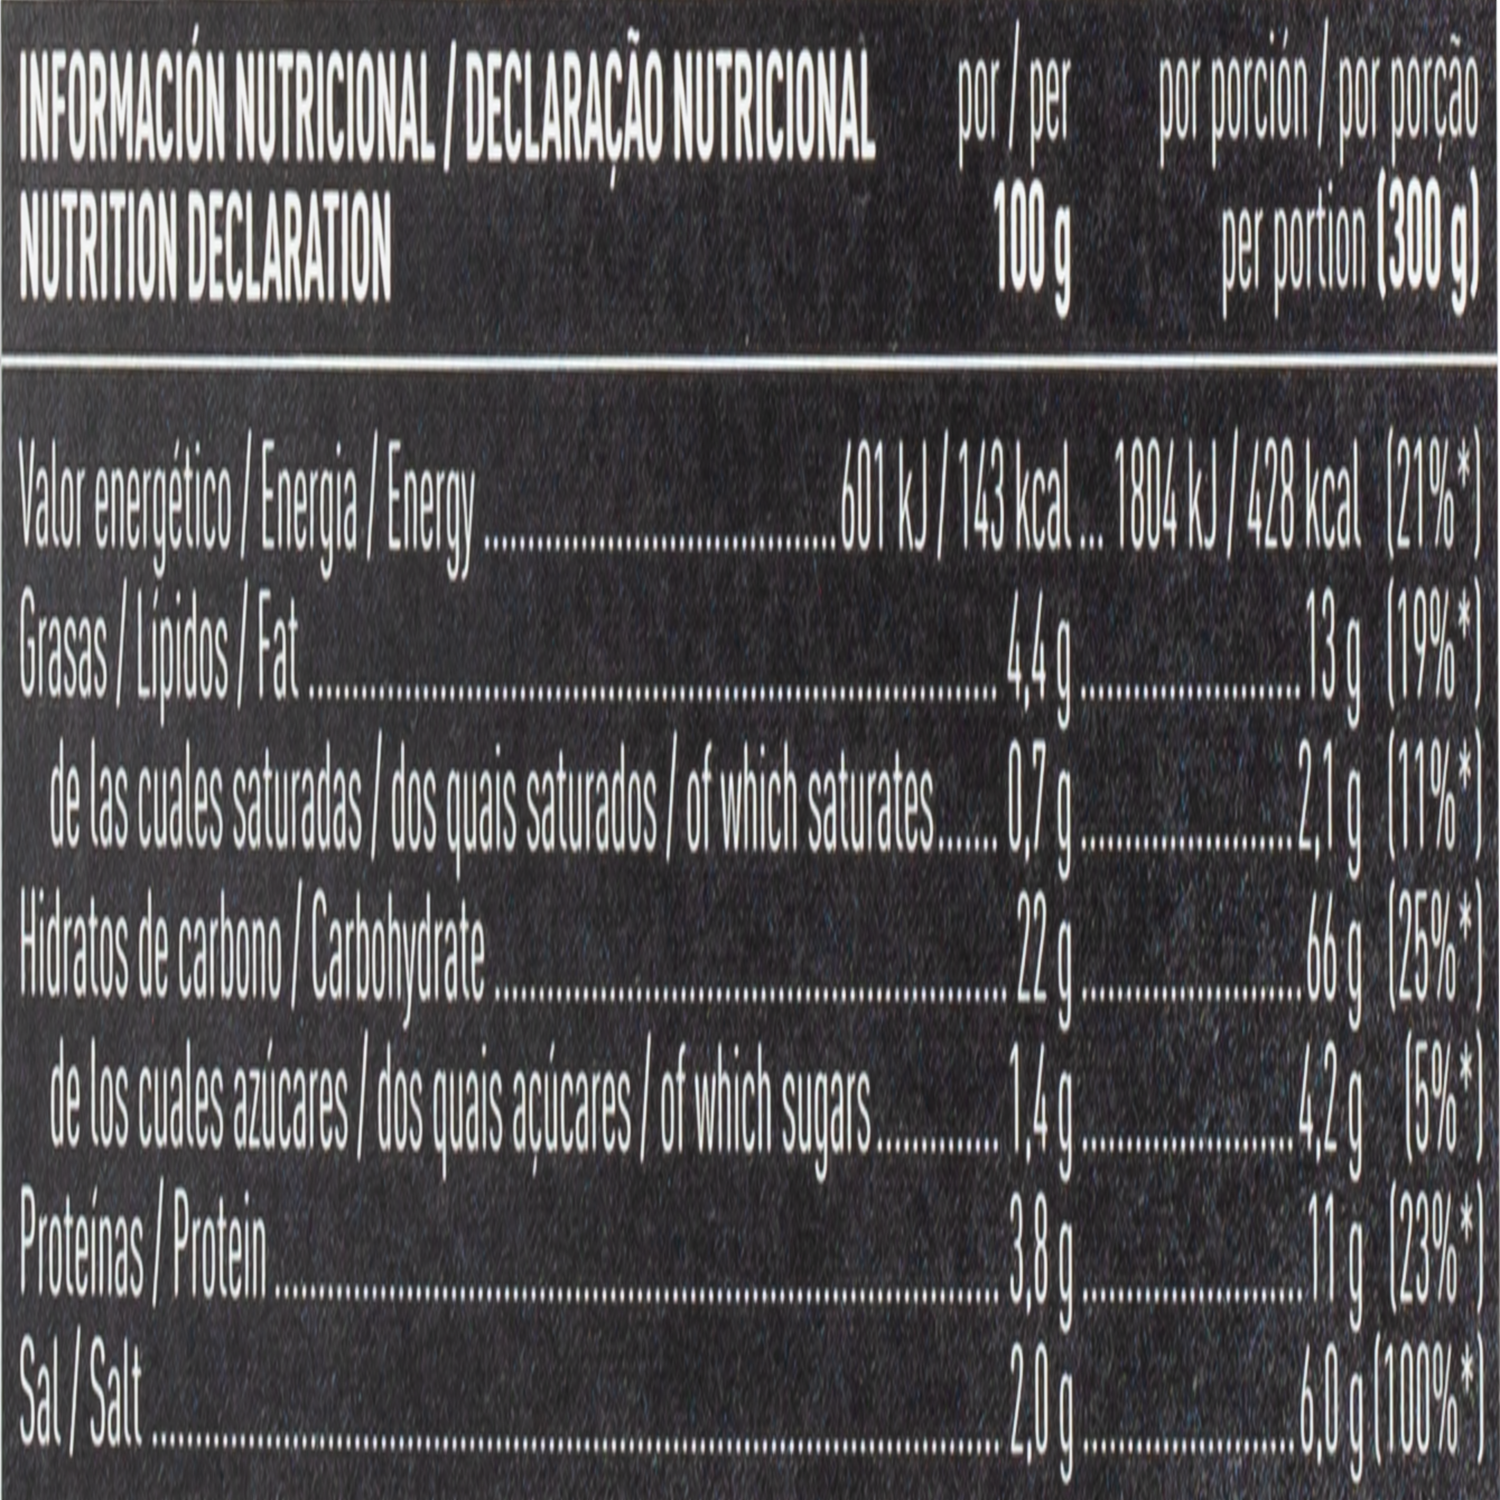 INFORMACIÓN NUTRICIONAL / DECLARAÇÃO NUTRICIONAL por / per por porción / por porção
NUTRITION DECLARATION 100 g per portion (300 g)
Valor energético / Energia / Energy 601 kJ / 143 kcal ... 1804 kJ / 428 kcal (21%*)
Grasas / Lípidos / Fat 4,4 g 13 g (19%*)
de las cuales saturadas / dos quais saturados / of which saturates 0,7 g 2,1 g (11%*)
Hidratos de carbono / Carbohydrate 22 g 66 g (25%*)
de los cuales azúcares / dos quais açúcares / of which sugars 1,4 g 4,2 g (5%*)
Proteínas / Protein 3,8 g 11 g (23%*)
Sal / Salt 2,0 g 6,0 g (100%*)